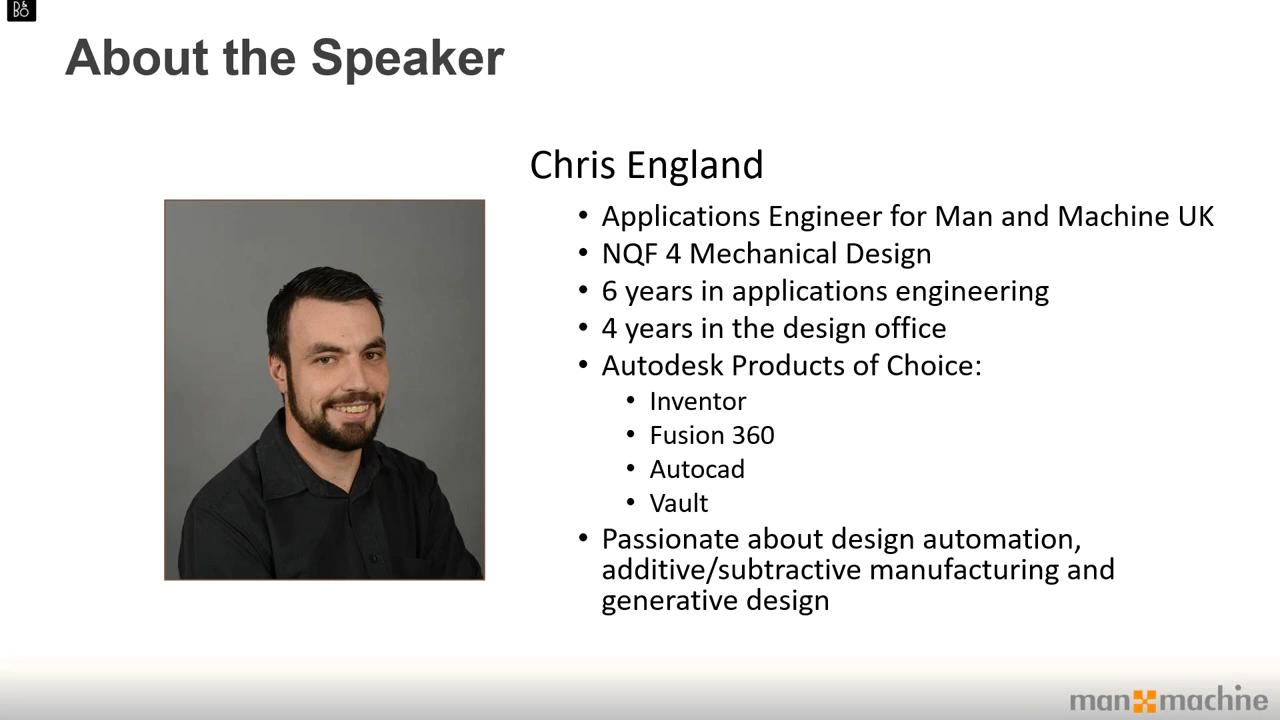 B&O
About the Speaker
Chris England
• Applications Engineer for Man and Machine UK
• NQF 4 Mechanical Design
• 6 years in applications engineering
• 4 years in the design office
• Autodesk Products of Choice:
• Inventor
• Fusion 360
• Autocad
• Vault
• Passionate about design automation,
additive/subtractive manufacturing and
generative design
man machine